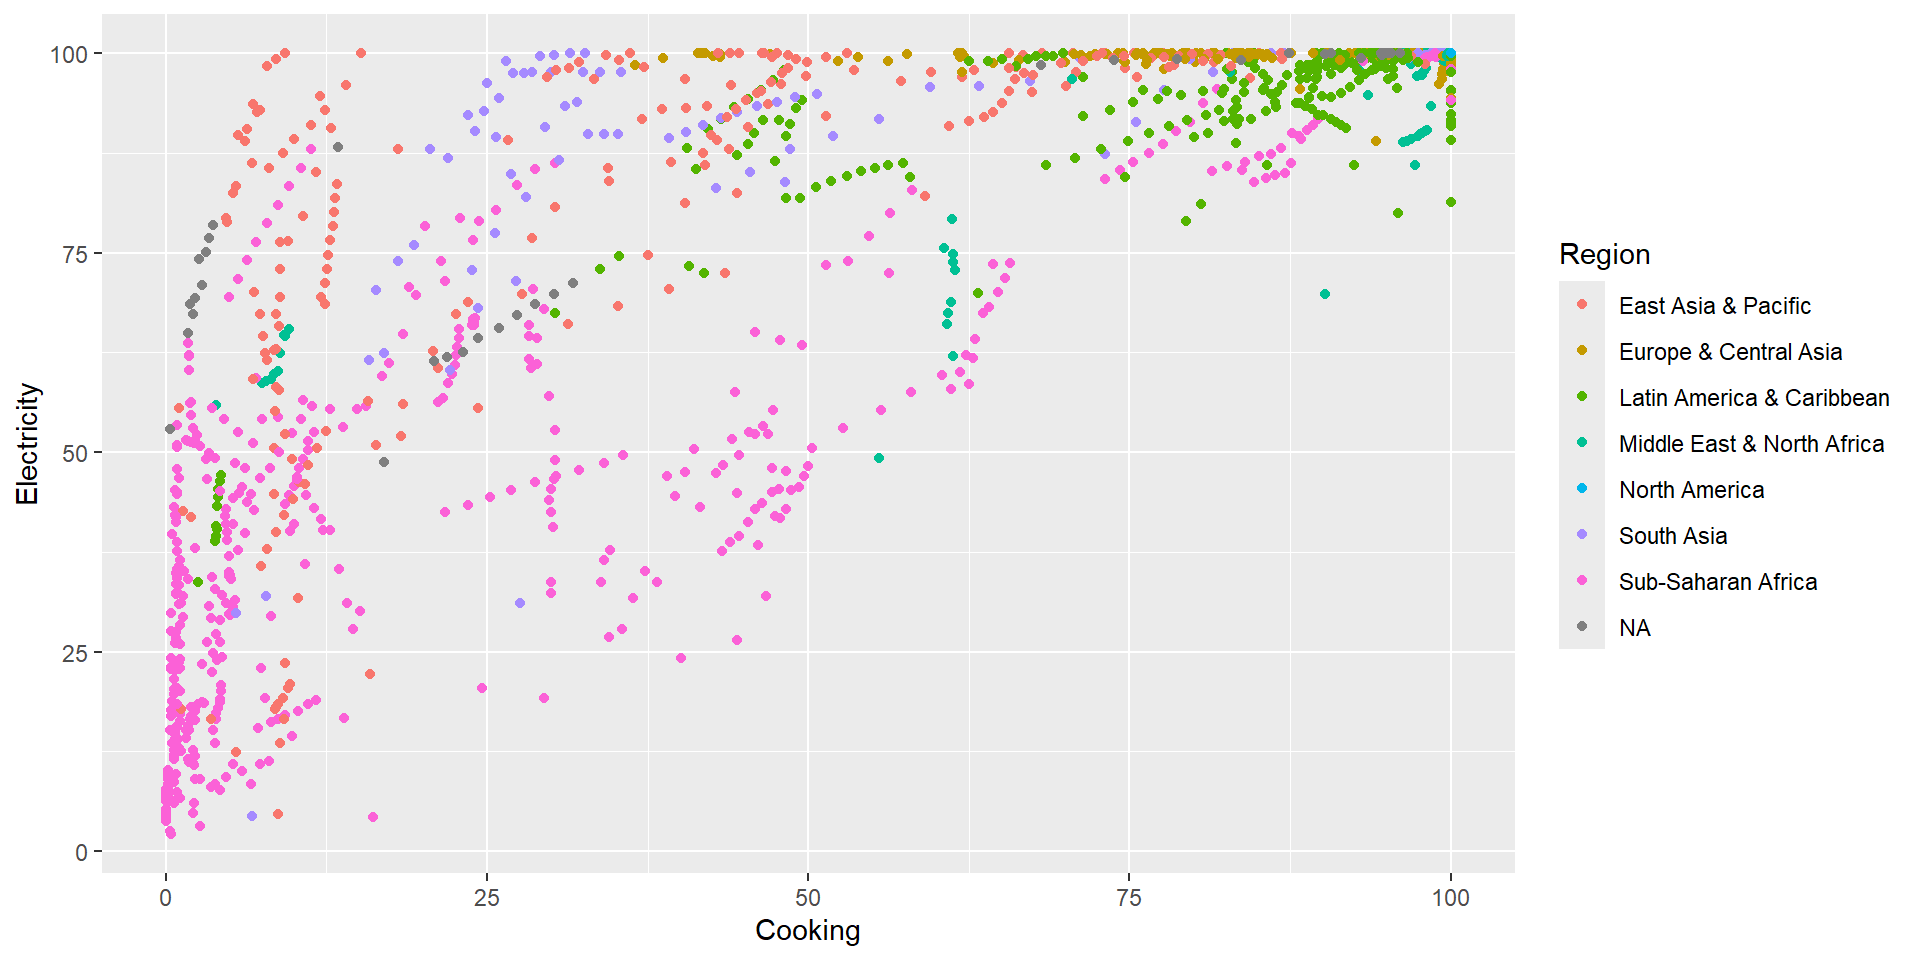 100
75
50
25
0
Electricity
0 25 50 75 100
Cooking
Region
East Asia & Pacific
Europe & Central Asia
Latin America & Caribbean
Middle East & North Africa
North America
South Asia
Sub-Saharan Africa
NA